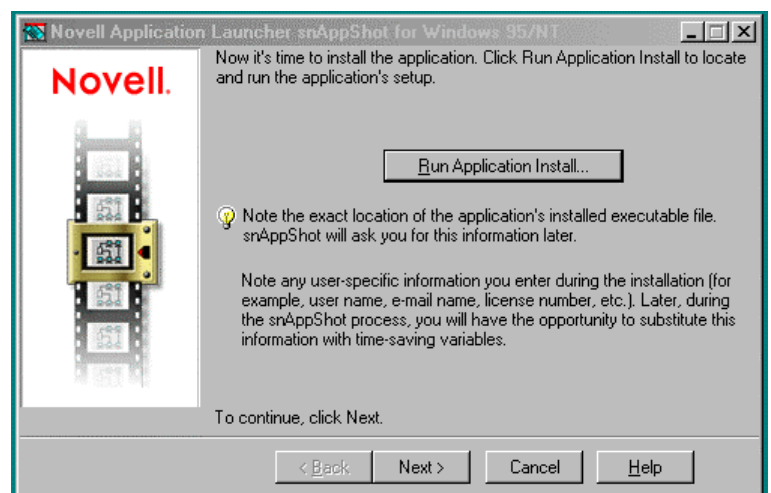 Novell Application Launcher snAppShot for Windows 95/NT
Novell.
Now it's time to install the application. Click Run Application Install to locate
and run the application's setup.
Run Application Install...
Note the exact location of the application's installed executable file.
snAppShot will ask you for this information later.
Note any user-specific information you enter during the installation (for
example, user name, e-mail name, license number, etc.). Later, during
the snAppShot process, you will have the opportunity to substitute this
information with time-saving variables.
To continue, click Next.
< Back
Next >
Cancel
Help